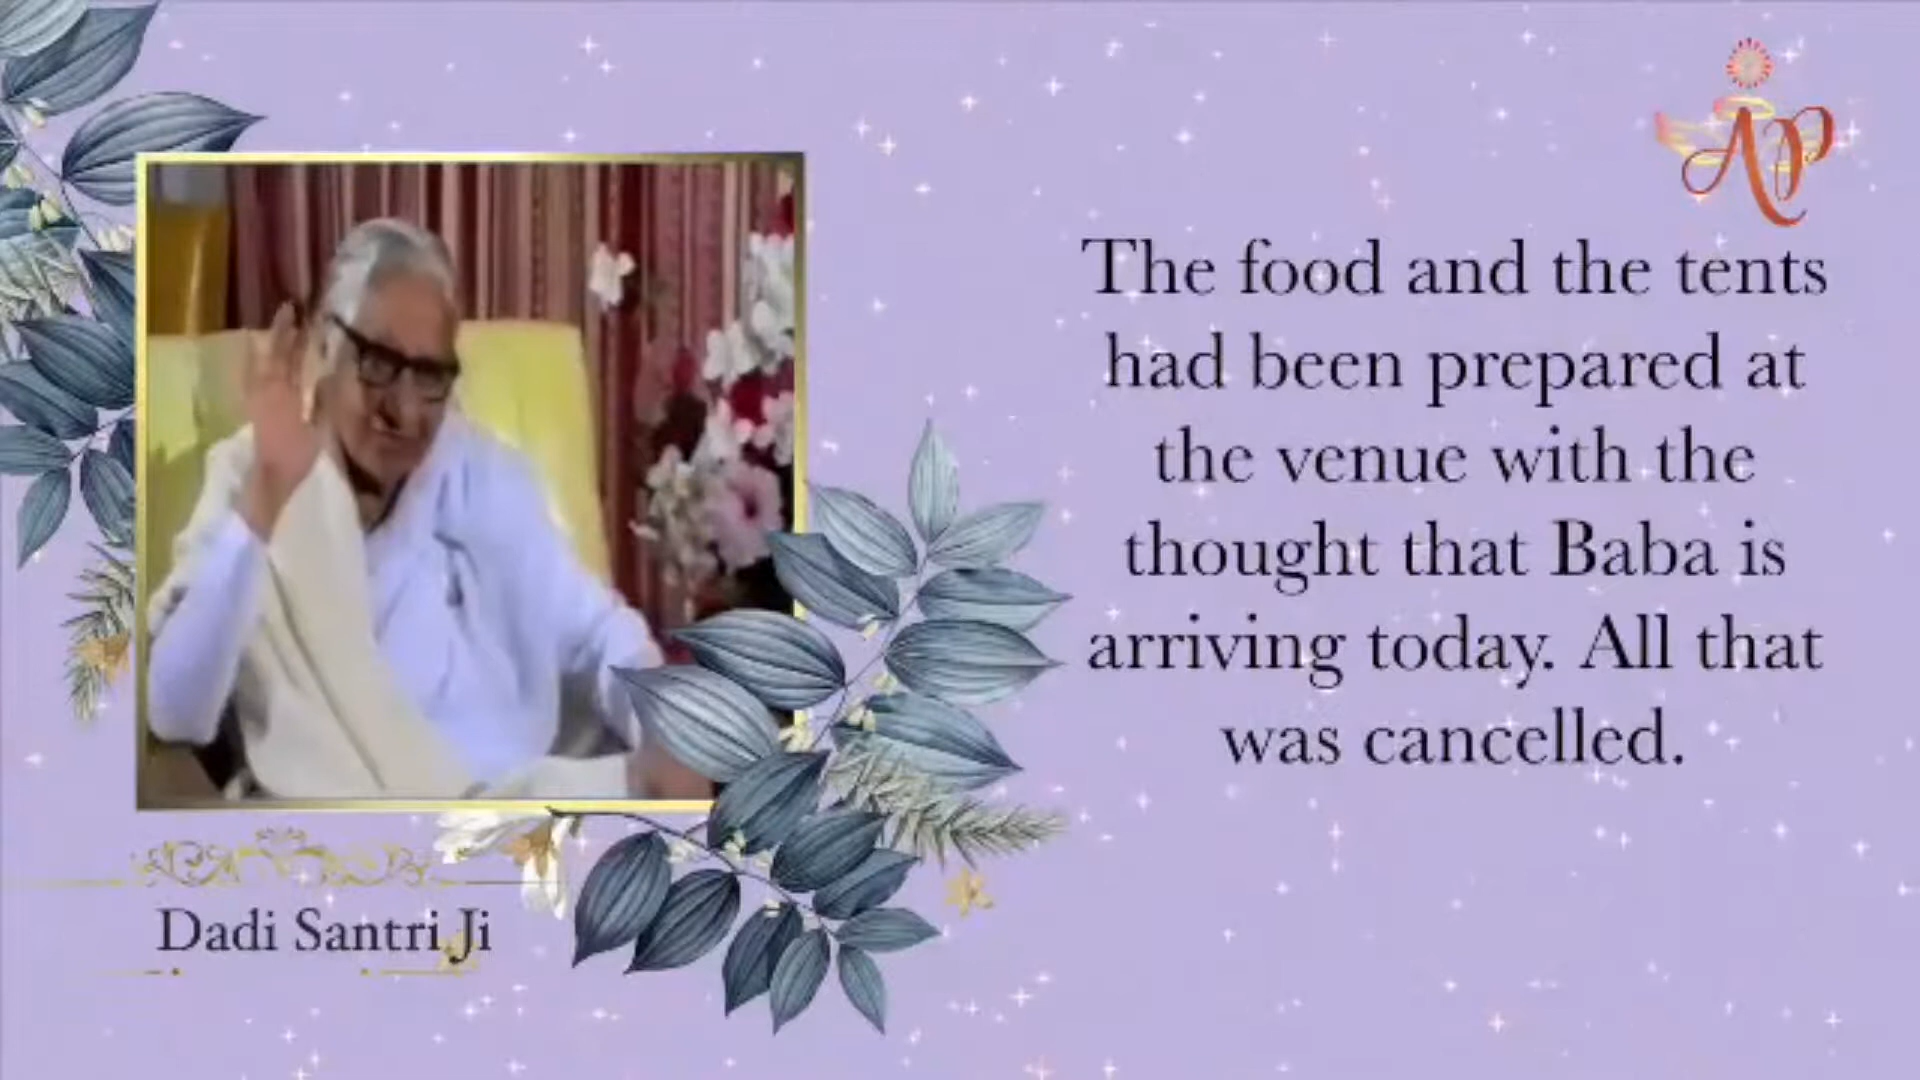 AP
The food and the tents
had been prepared at
the venue with the
thought that Baba is
arriving today. All that
was cancelled.
Dadi Santri Ji